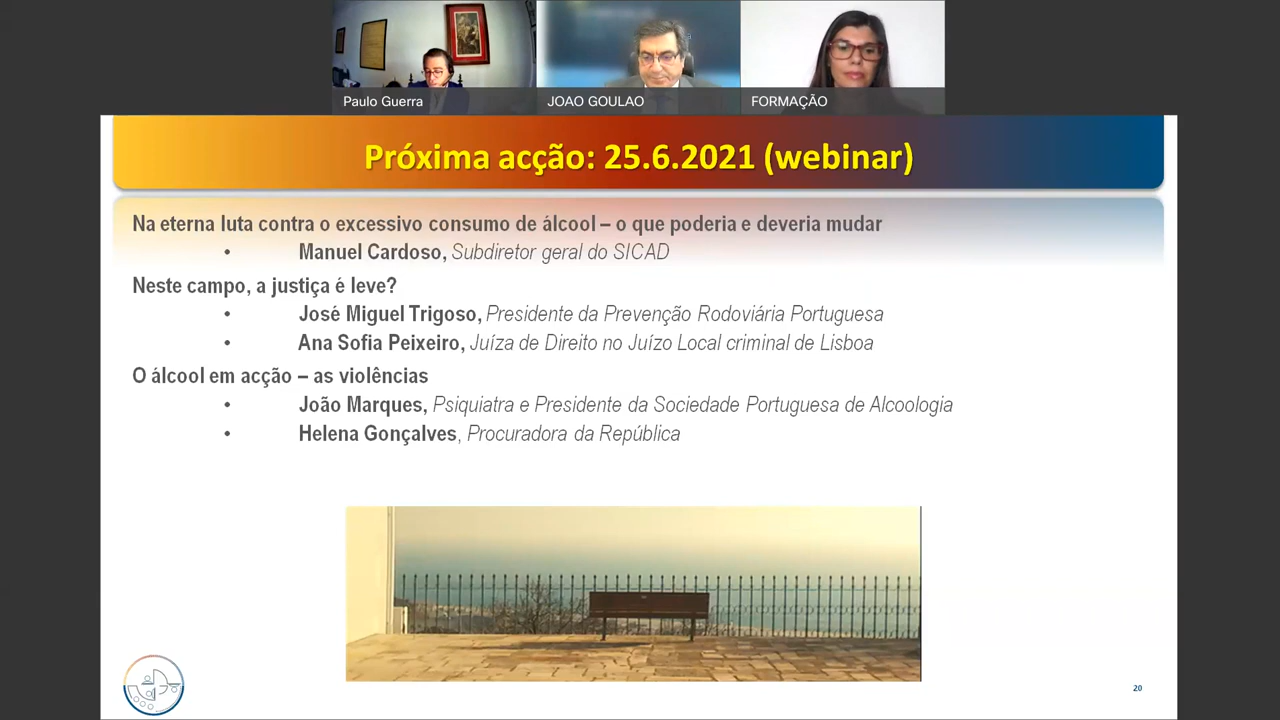 Paulo Guerra
JOAO GOULAO
FORMAÇÃO
Próxima acção: 25.6.2021 (webinar)
Na eterna luta contra o excessivo consumo de álcool – o que poderia e deveria mudar
• Manuel Cardoso, Subdiretor geral do SICAD
Neste campo, a justiça é leve?
• José Miguel Trigoso, Presidente da Prevenção Rodoviária Portuguesa
• Ana Sofia Peixeiro, Juíza de Direito no Juízo Local criminal de Lisboa
O álcool em acção – as violências
• João Marques, Psiquiatra e Presidente da Sociedade Portuguesa de Alcoologia
• Helena Gonçalves, Procuradora da República
20